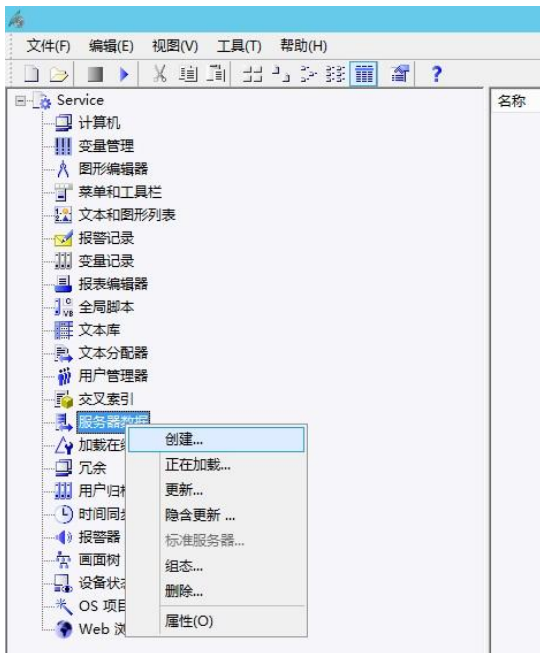 文件(F) 编辑(E) 视图(V) 工具(T) 帮助(H)
?
Service
名称
计算机
变量管理
图形编辑器
菜单和工具栏
文本和图形列表
报警记录
变量记录
报表编辑器
全局脚本
文本库
文本分配器
用户管理器
交叉索引
服务器数据
加载在
冗余
用户归
时间同
报警器
画面树
设备状
OS 项
Web 浏
创建...
正在加载...
更新...
隐含更新 ...
标准服务器...
组态...
删除...
属性(O)